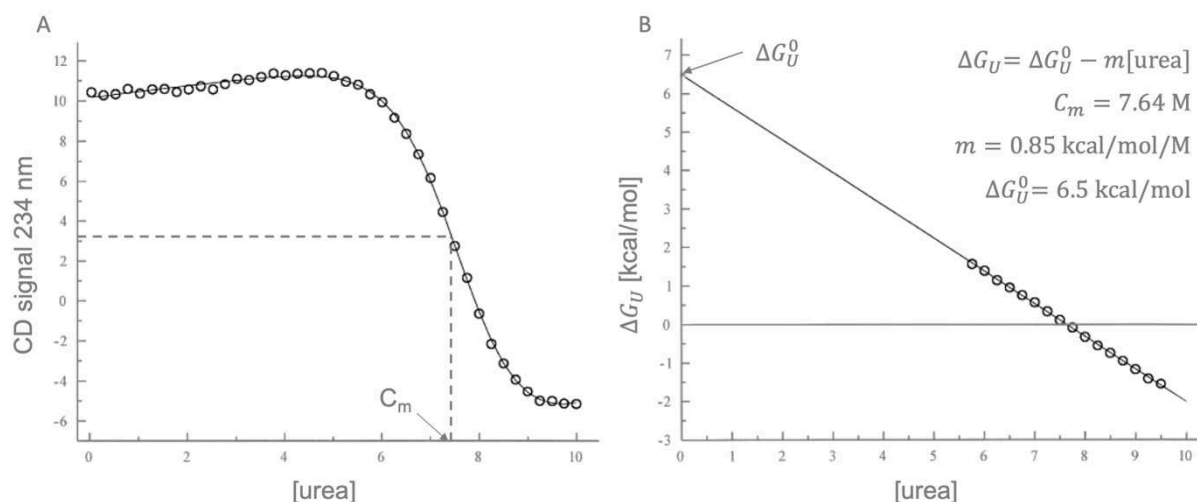 A
CD signal 234 nm
12
10
8
6
4
2
0
-2
-4
-6
0 2 4 6 8 10
C_m
[urea]
B
ΔG_U [kcal/mol]
7
6
5
4
3
2
1
0
-1
-2
-3
0 1 2 3 4 5 6 7 8 9 10
[urea]
ΔG_U^0
ΔG_U = ΔG_U^0 − m[urea]
C_m = 7.64 M
m = 0.85 kcal/mol/M
ΔG_U^0 = 6.5 kcal/mol